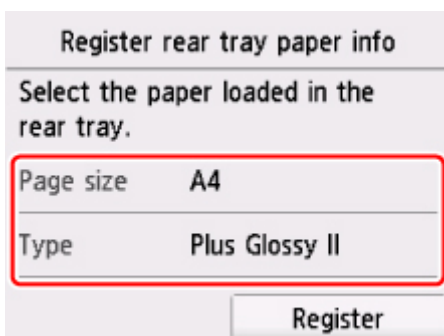 Register rear tray paper info
Select the paper loaded in the
rear tray.
Page size A4
Type Plus Glossy II
Register